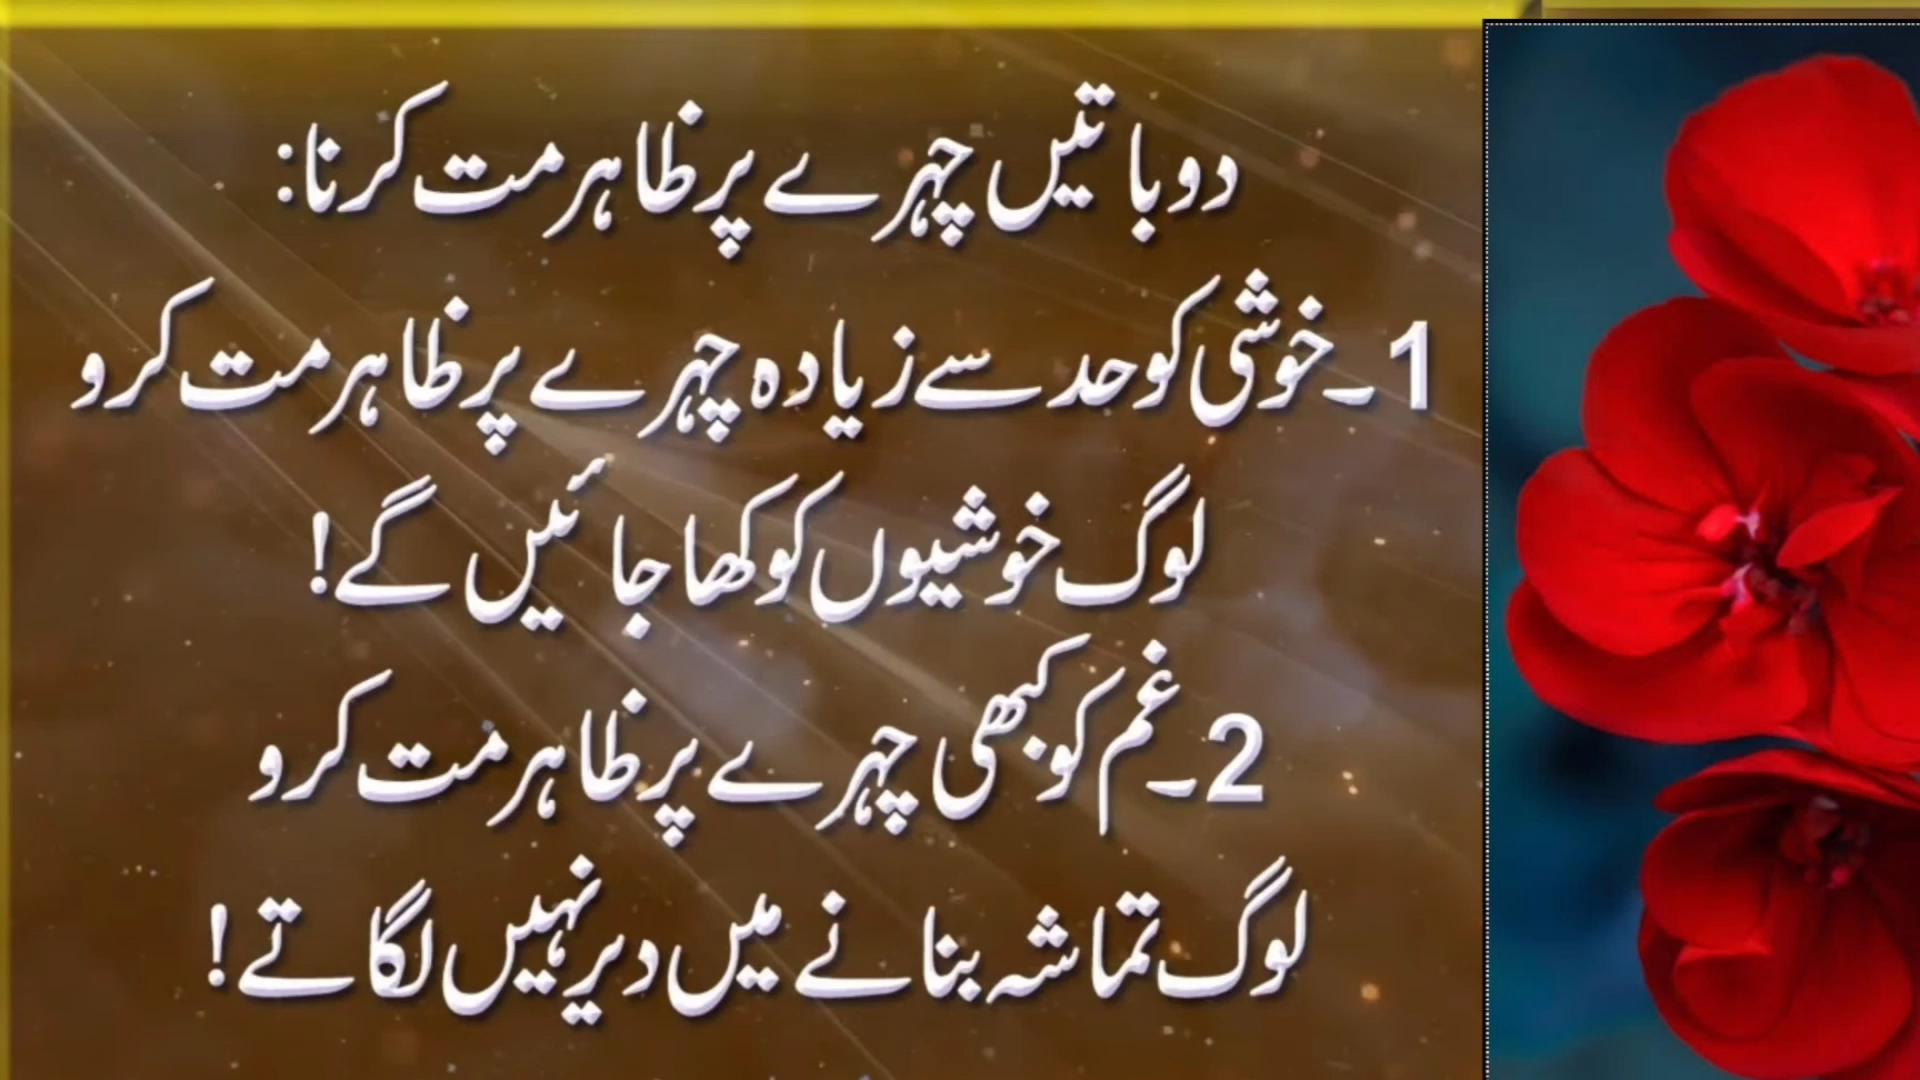 دو باتیں چہرے پر ظاہر مت کرنا:
1۔خوشی کو حد سے زیادہ چہرے پر ظاہر مت کرو
لوگ خوشیوں کو کھا جائیں گے!
2۔غم کو کبھی چہرے پر ظاہر مت کرو
لوگ تماشہ بنانے میں دیر نہیں لگاتے!